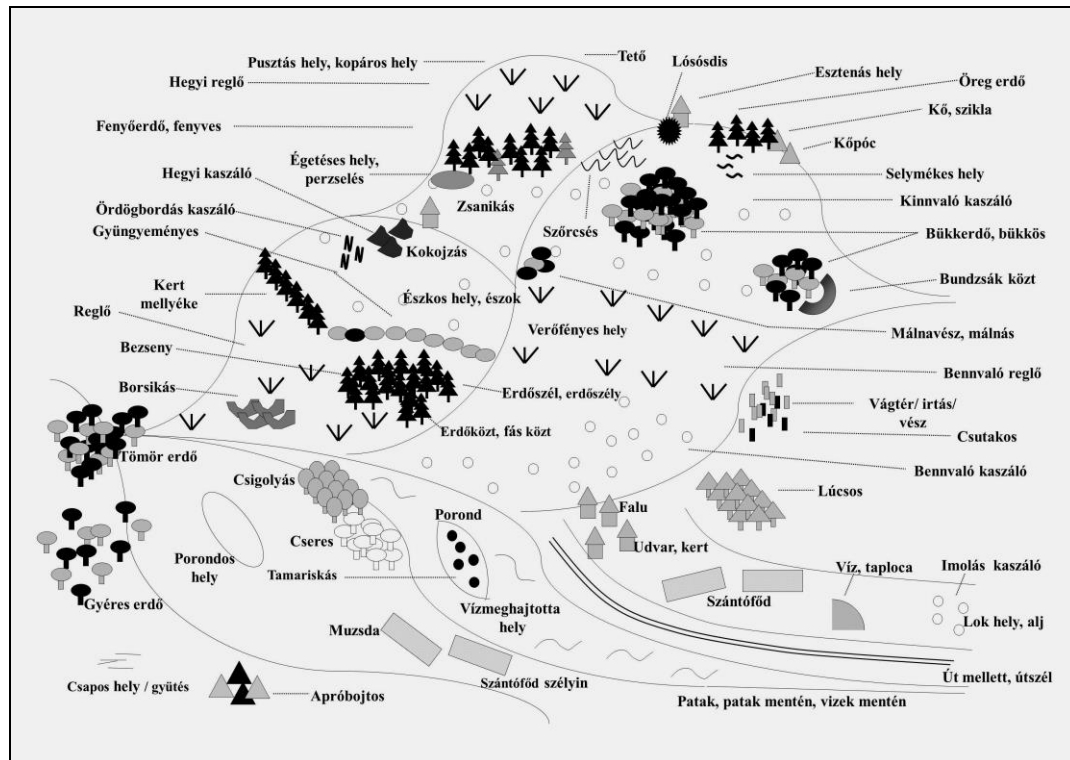 Pusztás hely, kopáros hely
Tető
Lósósdis
Esztenás hely
Öreg erdő
Hegyi reglő
Kő, szikla
Fenyőerdő, fenyves
Kőpóc
Égetéses hely,
perzselés
Hegyi kaszáló
Selymékes hely
Zsanikás
Kinnvaló kaszáló
Ördögbordás kaszáló
Szőrcsés
Gyüngyeményes
Bükkerdő, bükkös
Kokojzás
Kert
mellyéke
Észkos hely, észok
Bundzsák közt
Reglő
Verőfényes hely
Málnavész, málnás
Bezseny
Bennvaló reglő
Borsikás
Erdőszél, erdőszély
Vágtér/ irtás/
vész
Erdőközt, fás közt
Csutakos
Tömör erdő
Bennvaló kaszáló
Csigolyás
Lúcsos
Falu
Porond
Cseres
Udvar, kert
Porondos
hely
Víz, taploca
Imolás kaszáló
Tamariskás
Szántófőd
Gyéres erdő
Vízmeghajtotta
hely
Lok hely, alj
Muzsda
Út mellett, útszél
Csapos hely / gyütés
Apróbojtos
Szántófőd szélyin
Patak, patak mentén, vizek mentén